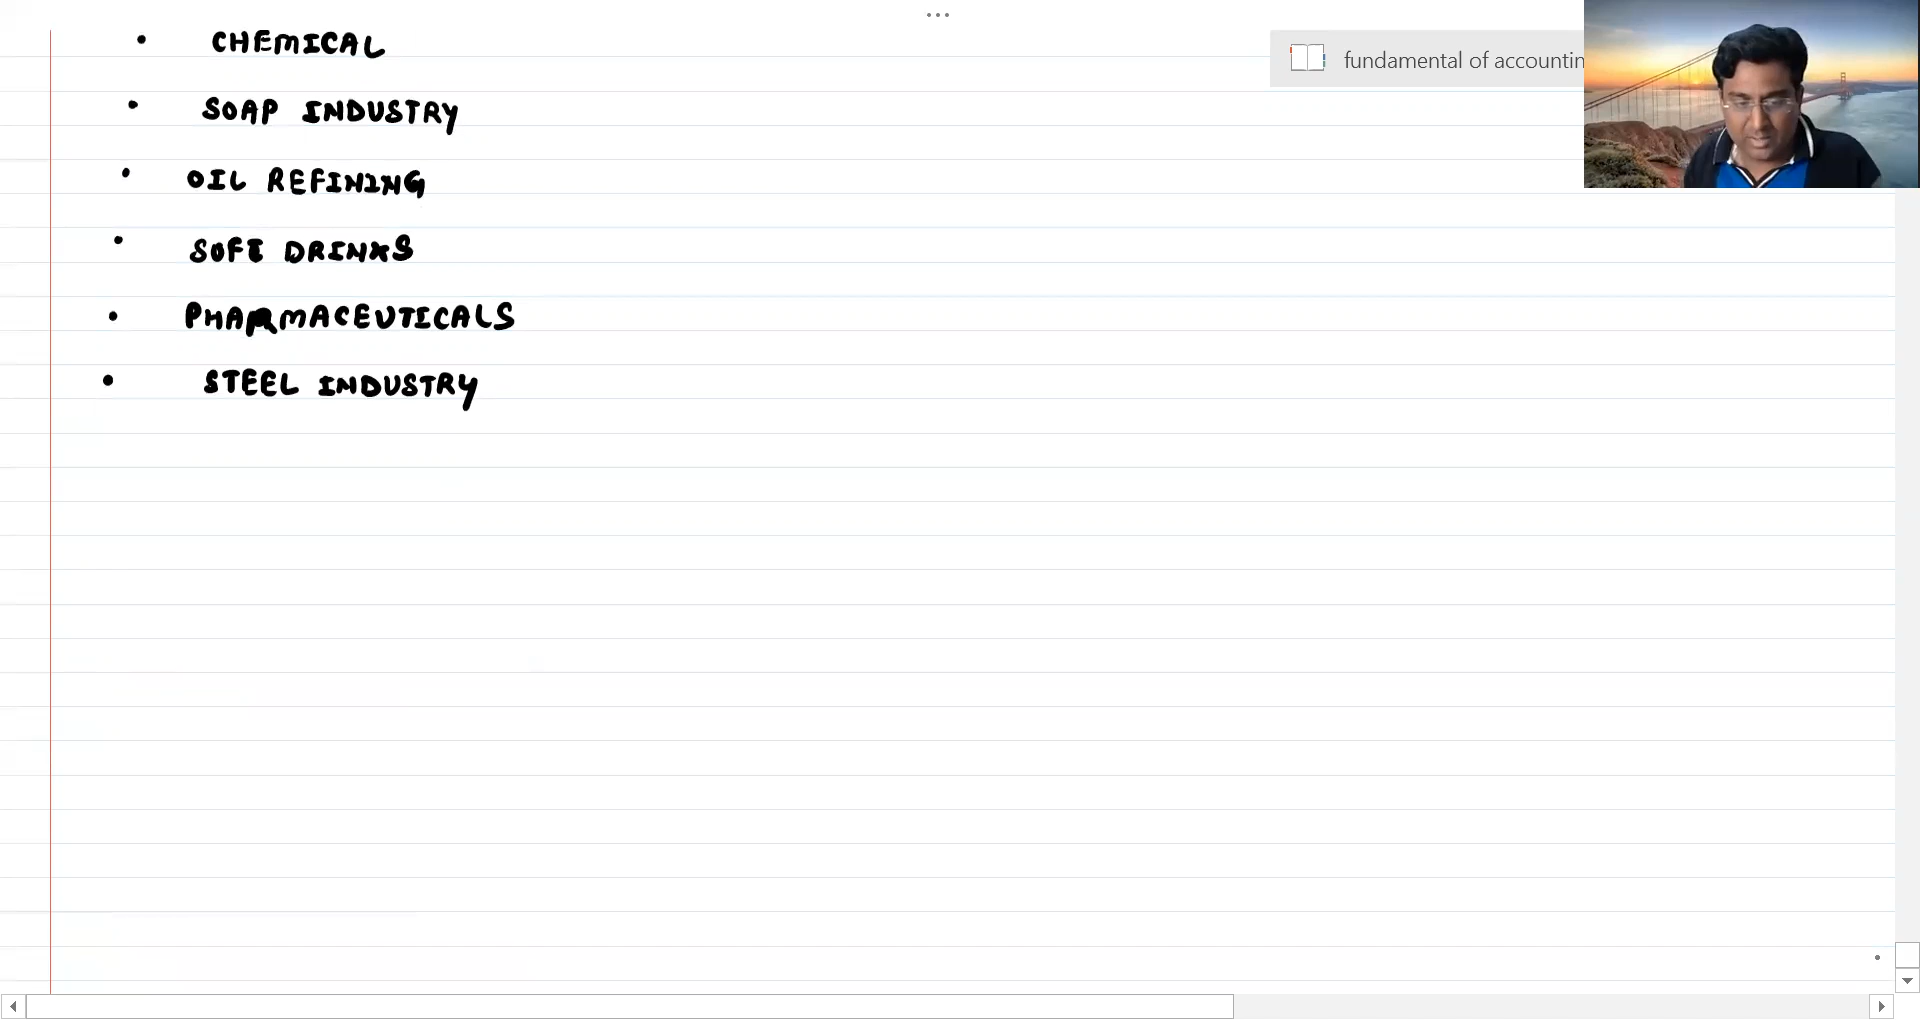 • CHEMICAL
fundamental of accountin
• SOAP INDUSTRY
• OIL REFINING
• SOFT DRINKS
• PHARMACEUTICALS
• STEEL INDUSTRY